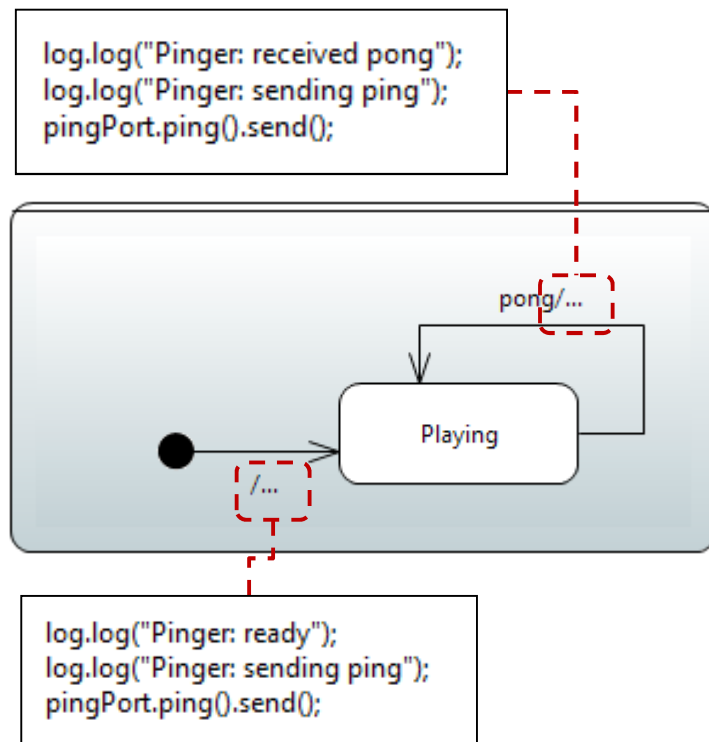 log.log("Pinger: received pong");
log.log("Pinger: sending ping");
pingPort.ping().send();
pong/...
Playing
/...
log.log("Pinger: ready");
log.log("Pinger: sending ping");
pingPort.ping().send();